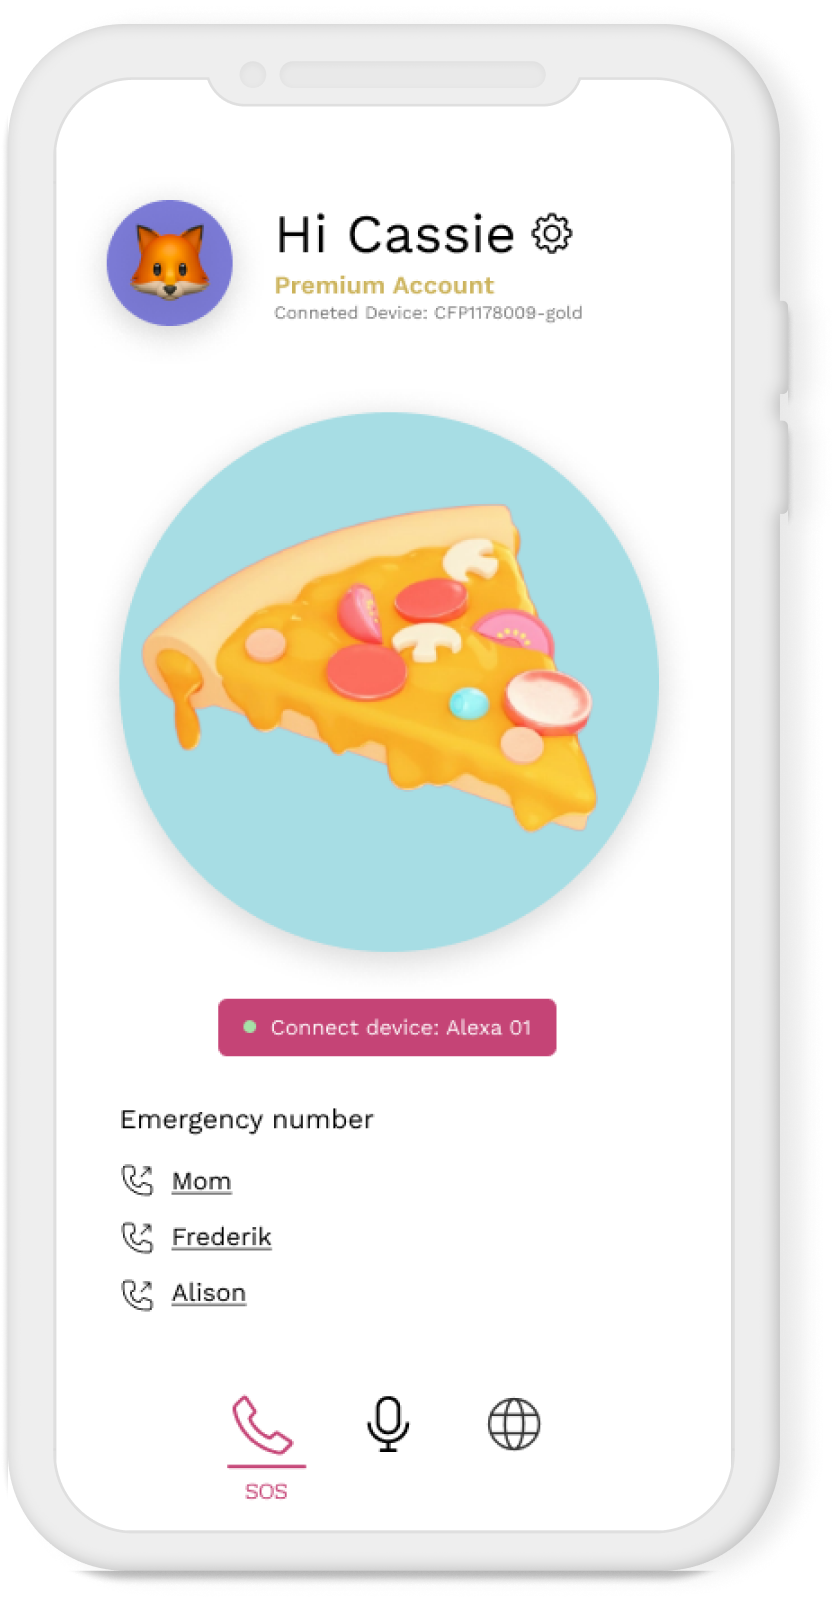 Hi Cassie
Premium Account
Conneted Device: CFP1178009-gold
Connect device: Alexa 01
Emergency number
Mom
Frederik
Alison
SOS